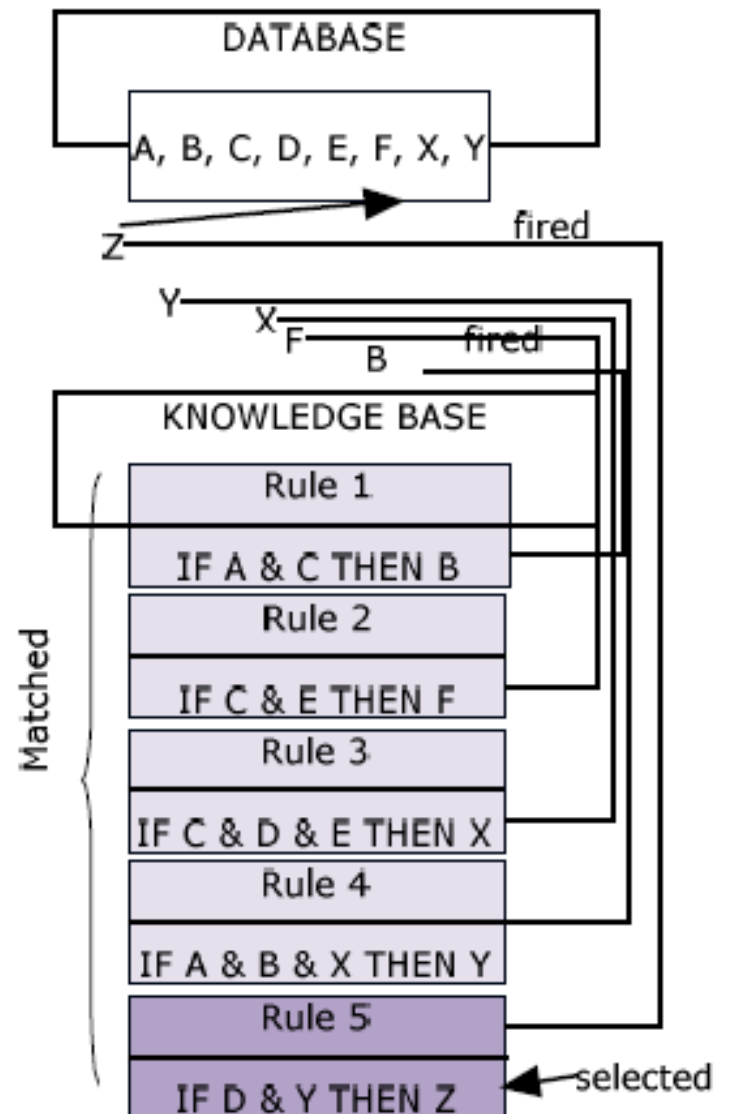 DATABASE
A, B, C, D, E, F, X, Y
fired
Z
Y
X
F
fired
B
KNOWLEDGE BASE
Matched
Rule 1
IF A & C THEN B
Rule 2
IF C & E THEN F
Rule 3
IF C & D & E THEN X
Rule 4
IF A & B & X THEN Y
Rule 5
IF D & Y THEN Z
selected